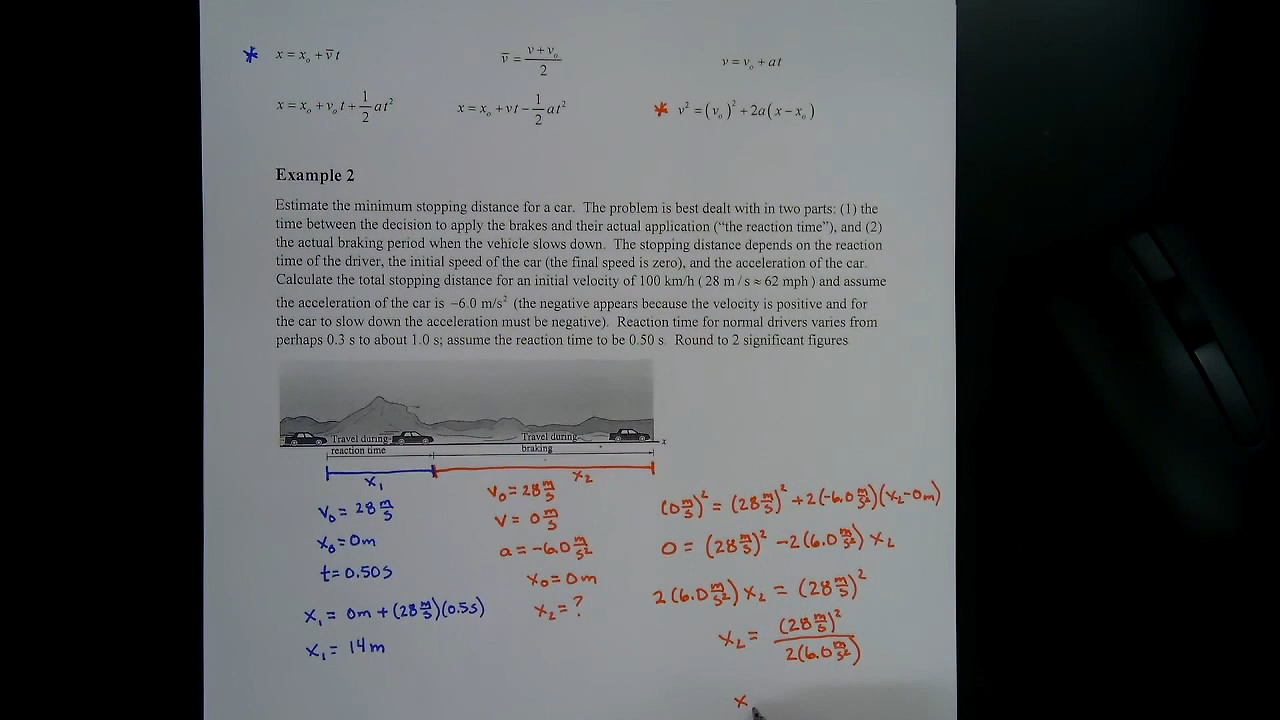 * x = x₀ + v̄ t
v̄ = (v + v₀)/2
v = v₀ + at
x = x₀ + v₀t + 1/2 at²
x = x₀ + vt − 1/2 at²
* v² = (v₀)² + 2a(x − x₀)
Example 2
Estimate the minimum stopping distance for a car. The problem is best dealt with in two parts: (1) the
time between the decision to apply the brakes and their actual application (“the reaction time”), and (2)
the actual braking period when the vehicle slows down. The stopping distance depends on the reaction
time of the driver, the initial speed of the car (the final speed is zero), and the acceleration of the car.
Calculate the total stopping distance for an initial velocity of 100 km/h ( 28 m / s ≈ 62 mph ) and assume
the acceleration of the car is −6.0 m/s² (the negative appears because the velocity is positive and for
the car to slow down the acceleration must be negative). Reaction time for normal drivers varies from
perhaps 0.3 s to about 1.0 s; assume the reaction time to be 0.50 s. Round to 2 significant figures
Travel during
reaction time
Travel during
braking
x
x₁
x₂
v₀ = 28 m/s
x₀ = 0m
t = 0.50s
x₁ = 0m + (28 m/s)(0.5s)
x₁ = 14m
v₀ = 28 m/s
v = 0 m/s
a = −6.0 m/s²
x₀ = 0m
x₂ = ?
(0 m/s)² = (28 m/s)² + 2(−6.0 m/s²)(x₂ − 0m)
0 = (28 m/s)² − 2(6.0 m/s²) x₂
2(6.0 m/s²) x₂ = (28 m/s)²
x₂ = (28 m/s)² / 2(6.0 m/s²)
x